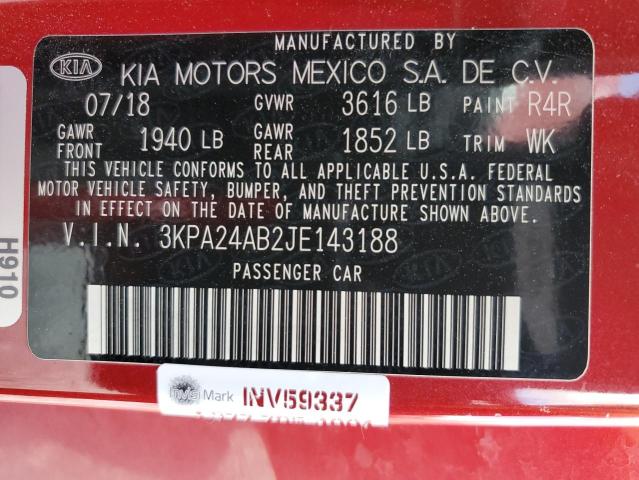 MANUFACTURED BY
KIA KIA MOTORS MEXICO S.A. DE C.V.
07/18 GVWR 3616 LB PAINT R4R
GAWR FRONT 1940 LB GAWR REAR 1852 LB TRIM WK
THIS VEHICLE CONFORMS TO ALL APPLICABLE U.S.A. FEDERAL
MOTOR VEHICLE SAFETY, BUMPER, AND THEFT PREVENTION STANDARDS
IN EFFECT ON THE DATE OF MANUFACTURE SHOWN ABOVE.
V.I.N. 3KPA24AB2JE143188
PASSENGER CAR
H910
Mark INV59337